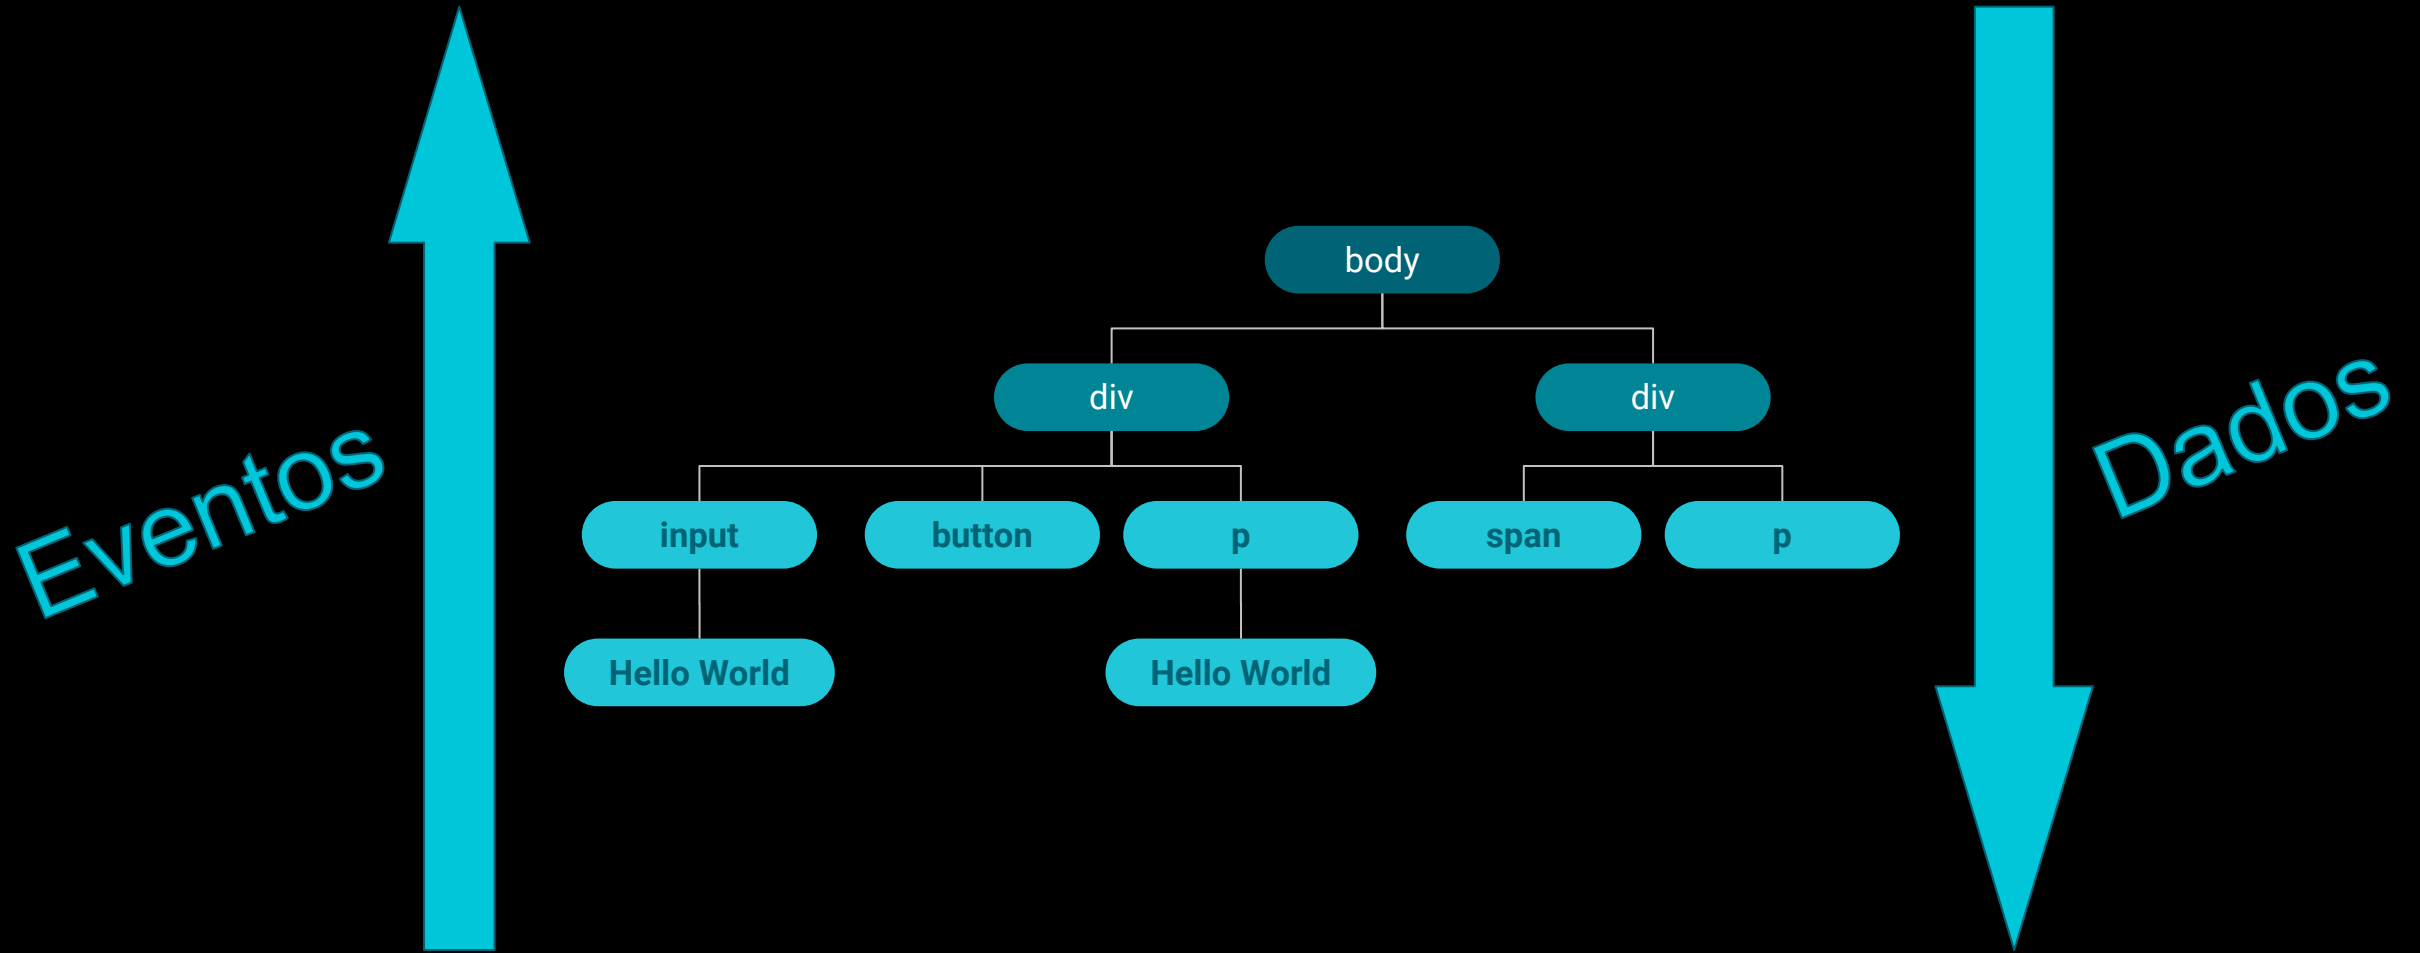 Eventos
body
div
div
input
button
p
span
p
Hello World
Hello World
Dados